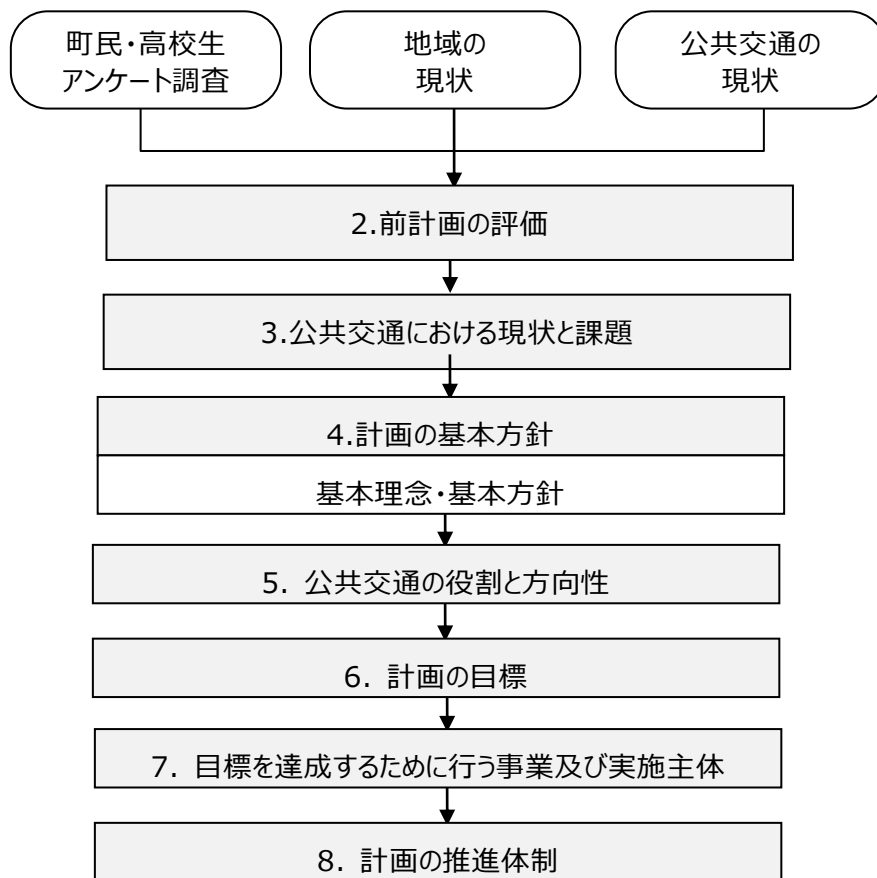 町民・高校生
アンケート調査
地域の
現状
公共交通の
現状
2.前計画の評価
3.公共交通における現状と課題
4.計画の基本方針
基本理念・基本方針
5. 公共交通の役割と方向性
6. 計画の目標
7. 目標を達成するために行う事業及び実施主体
8. 計画の推進体制